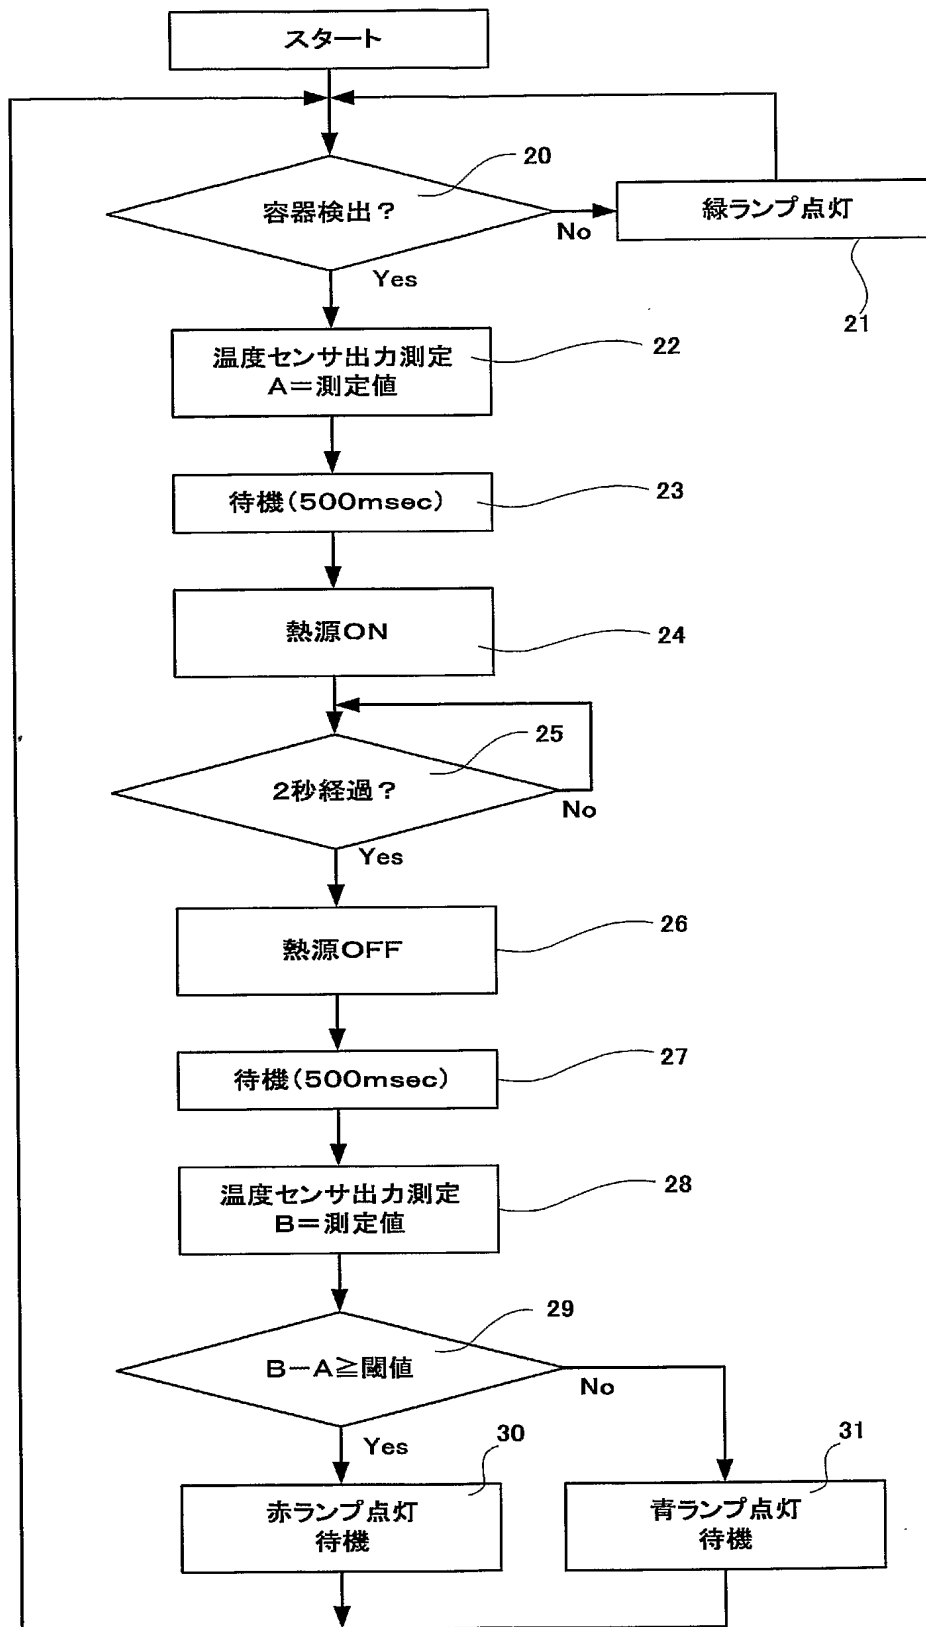 スタート
20
容器検出？
No
緑ランプ点灯
21
Yes
温度センサ出力測定
A＝測定値
22
待機(500msec)
23
熱源ON
24
25
2秒経過？
No
Yes
熱源OFF
26
待機(500msec)
27
温度センサ出力測定
B＝測定値
28
29
B－A≧閾値
No
Yes
30
赤ランプ点灯
待機
31
青ランプ点灯
待機